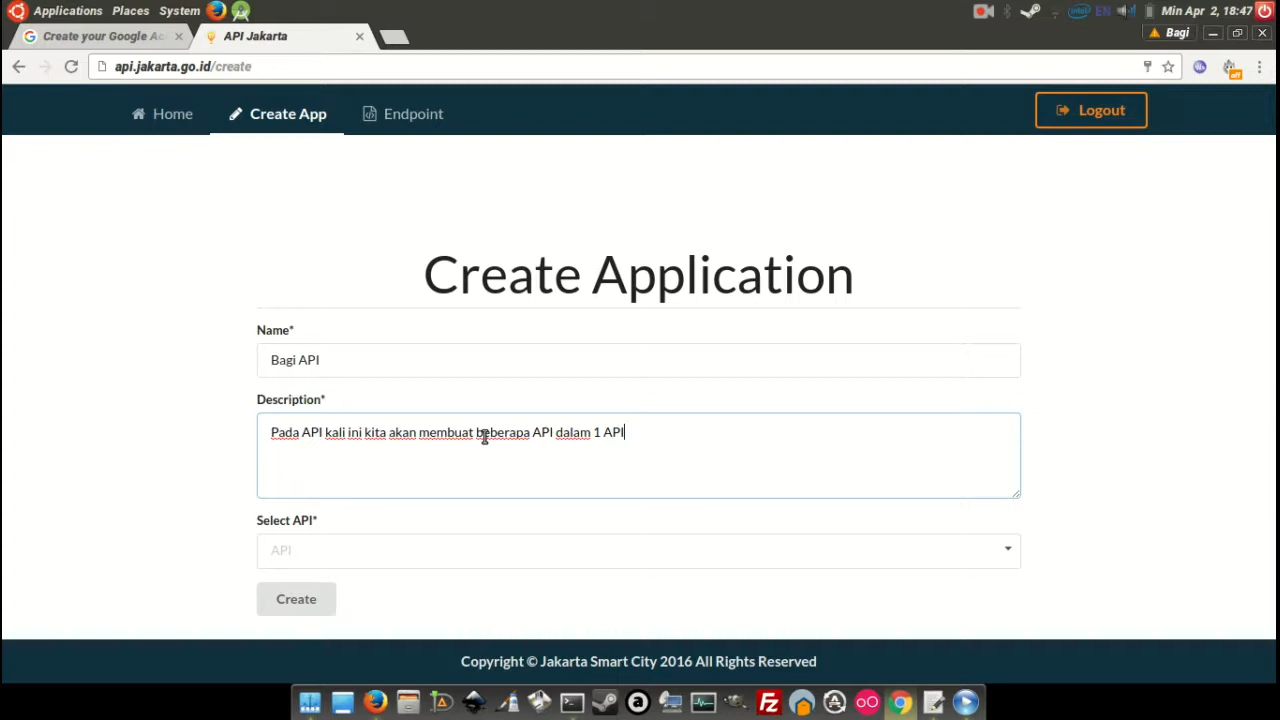 Applications Places System EN Min Apr 2, 18:47
Create your Google Ac API Jakarta Bagi
api.jakarta.go.id/create off
Home Create App Endpoint Logout
Create Application
Name*
Bagi API
Description*
Pada API kali ini kita akan membuat beberapa API dalam 1 API
Select API*
API
Create
Copyright © Jakarta Smart City 2016 All Rights Reserved